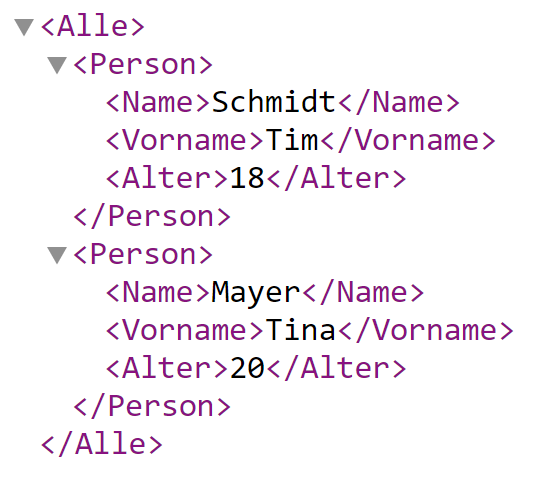 <Alle>
<Person>
<Name>Schmidt</Name>
<Vorname>Tim</Vorname>
<Alter>18</Alter>
</Person>
<Person>
<Name>Mayer</Name>
<Vorname>Tina</Vorname>
<Alter>20</Alter>
</Person>
</Alle>